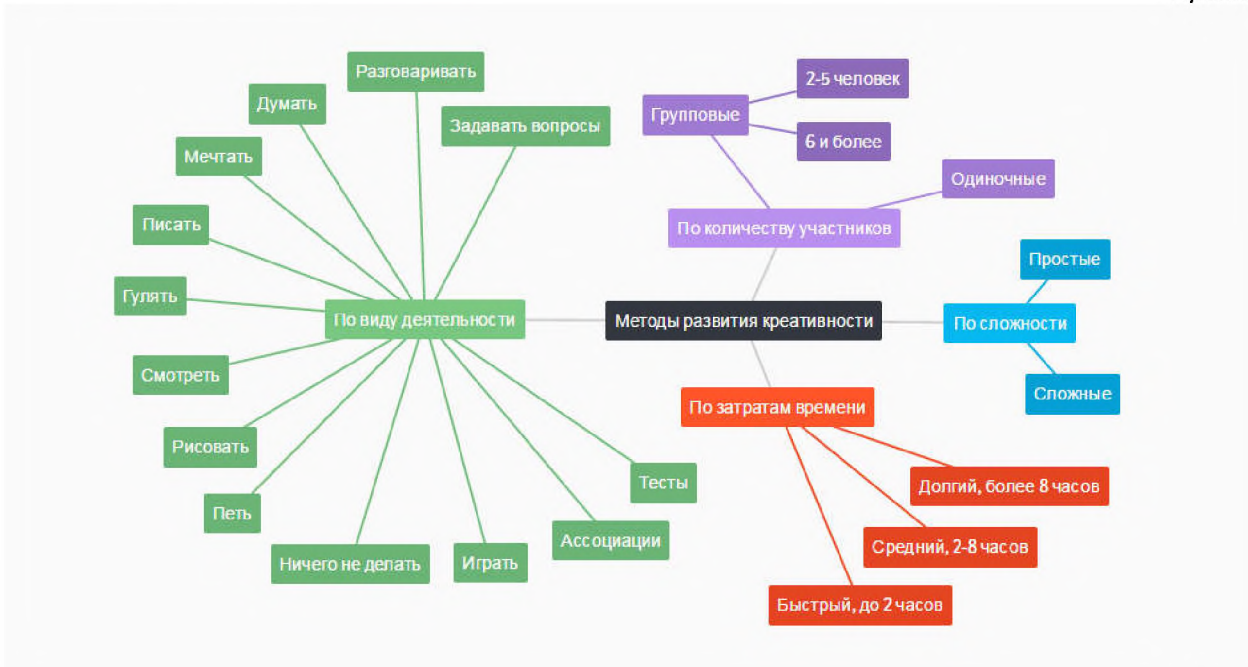 Разговаривать
Думать
Задавать вопросы
Мечтать
Писать
Гулять
По виду деятельности
Смотреть
Рисовать
Петь
Ничего не делать
Играть
Ассоциации
Тесты
Методы развития креативности
2-5 человек
Групповые
6 и более
Одиночные
По количеству участников
Простые
По сложности
Сложные
По затратам времени
Долгий, более 8 часов
Средний, 2-8 часов
Быстрый, до 2 часов